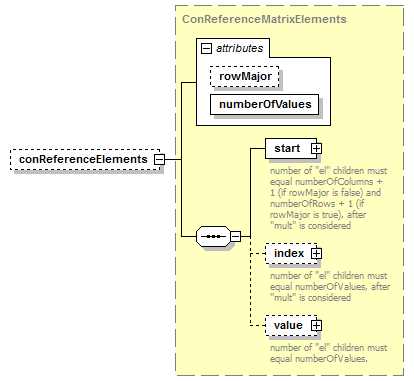 ConReferenceMatrixElements
attributes
rowMajor
numberOfValues
conReferenceElements
start
number of "el" children must
equal numberOfColumns +
1 (if rowMajor is false) and
numberOfRows + 1 (if
rowMajor is true), after
"mult" is considered
index
number of "el" children must
equal numberOfValues, after
"mult" is considered
value
number of "el" children must
equal numberOfValues.